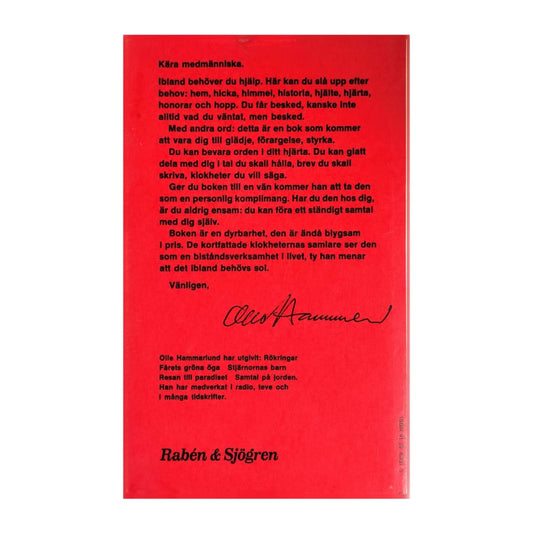 Kära medmänniska.
Ibland behöver du hjälp. Här kan du slå upp efter
behov: hem, hicka, himmel, historia, hjälte, hjärta,
honorar och hopp. Du får besked, kanske inte
alltid vad du väntat, men besked.
Med andra ord: detta är en bok som kommer
att vara dig till glädje, förargelse, styrka.
Du kan bevara orden i ditt hjärta. Du kan glatt
dela med dig i tal du skall hålla, brev du skall
skriva, klokheter du vill säga.
Ger du boken till en vän kommer han att ta den
som en personlig komplimang. Har du den hos dig,
är du aldrig ensam: du kan föra ett ständigt samtal
med dig själv.
Boken är en dyrbarhet, den är ändå blygsam
i pris. De kortfattade klokheternas samlare ser den
som en biståndsverksamhet i livet, ty han menar
att det ibland behövs sol.
Vänligen,
Olle Hammarlund har utgivit: Rökringar
Fårets gröna öga Stjärnornas barn
Resan till paradiset Samtal på jorden.
Han har medverkat i radio, teve och
i många tidskrifter.
Rabén & Sjögren